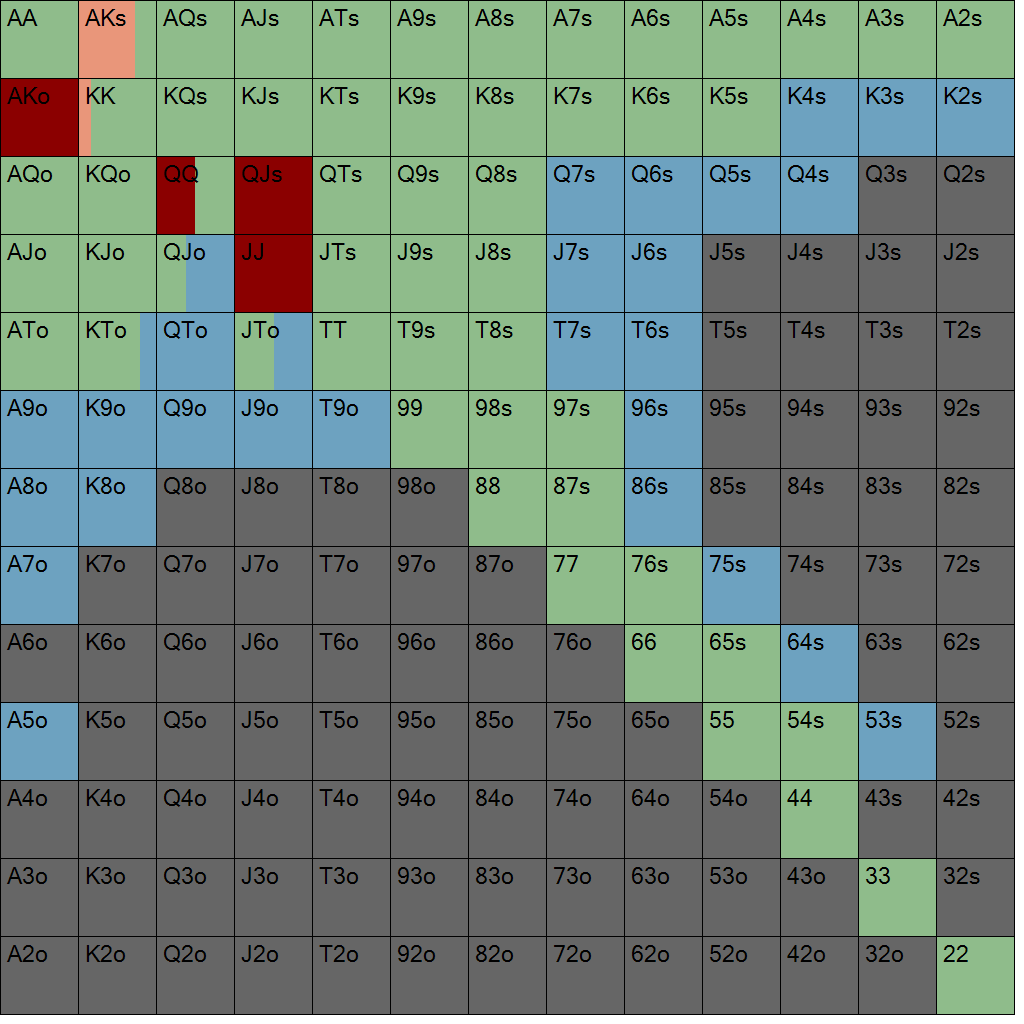 AA AKs AQs AJs ATs A9s A8s A7s A6s A5s A4s A3s A2s
AKo KK KQs KJs KTs K9s K8s K7s K6s K5s K4s K3s K2s
AQo KQo QQ QJs QTs Q9s Q8s Q7s Q6s Q5s Q4s Q3s Q2s
AJo KJo QJo JJ JTs J9s J8s J7s J6s J5s J4s J3s J2s
ATo KTo QTo JTo TT T9s T8s T7s T6s T5s T4s T3s T2s
A9o K9o Q9o J9o T9o 99 98s 97s 96s 95s 94s 93s 92s
A8o K8o Q8o J8o T8o 98o 88 87s 86s 85s 84s 83s 82s
A7o K7o Q7o J7o T7o 97o 87o 77 76s 75s 74s 73s 72s
A6o K6o Q6o J6o T6o 96o 86o 76o 66 65s 64s 63s 62s
A5o K5o Q5o J5o T5o 95o 85o 75o 65o 55 54s 53s 52s
A4o K4o Q4o J4o T4o 94o 84o 74o 64o 54o 44 43s 42s
A3o K3o Q3o J3o T3o 93o 83o 73o 63o 53o 43o 33 32s
A2o K2o Q2o J2o T2o 92o 82o 72o 62o 52o 42o 32o 22